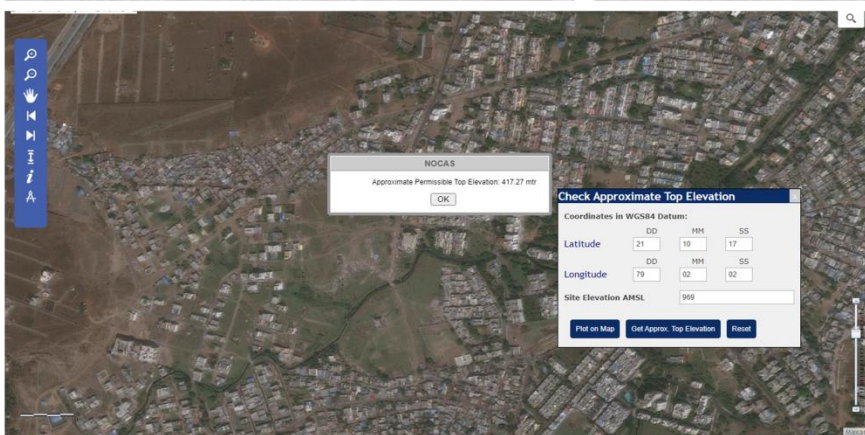 NOCAS
Approximate Permissible Top Elevation: 417.27 mtr
OK
Check Approximate Top Elevation
x
Coordinates in WGS84 Datum:
DD MM SS
Latitude 21 10 17
DD MM SS
Longitude 79 02 02
Site Elevation AMSL 969
Plot on Map Get Approx. Top Elevation Reset